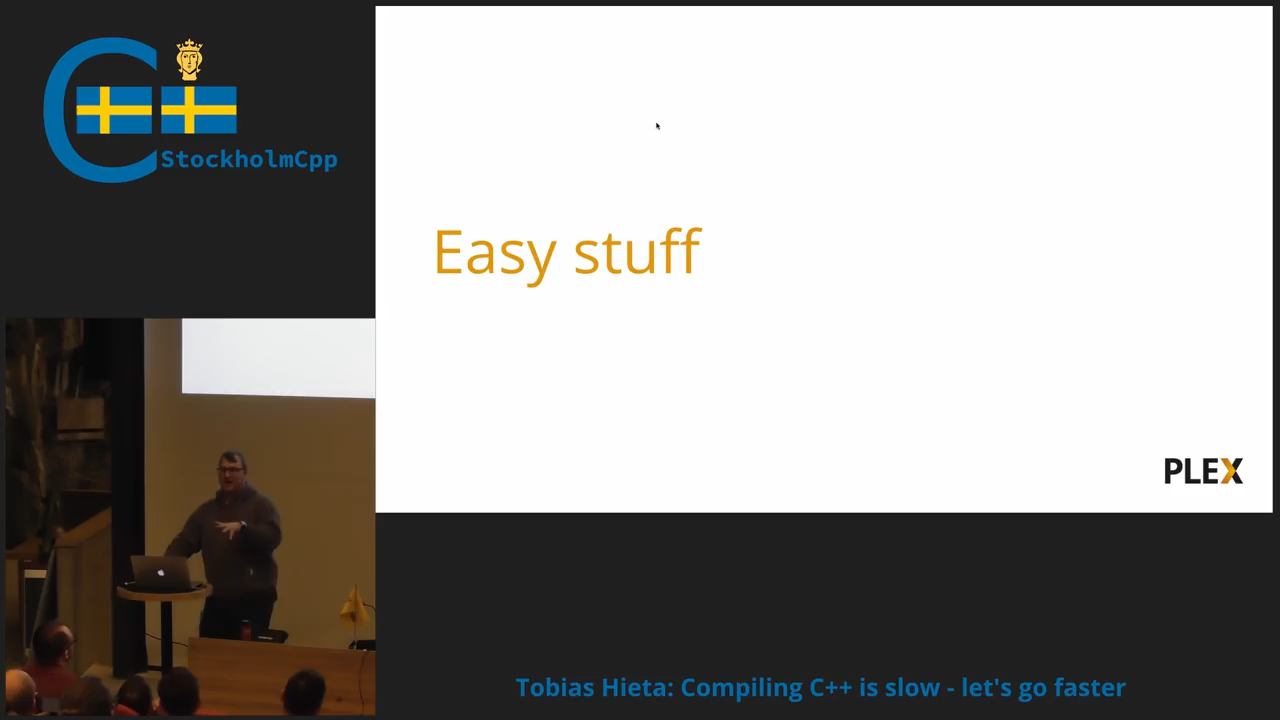 StockholmCpp
Easy stuff
PLEX
Tobias Hieta: Compiling C++ is slow - let's go faster